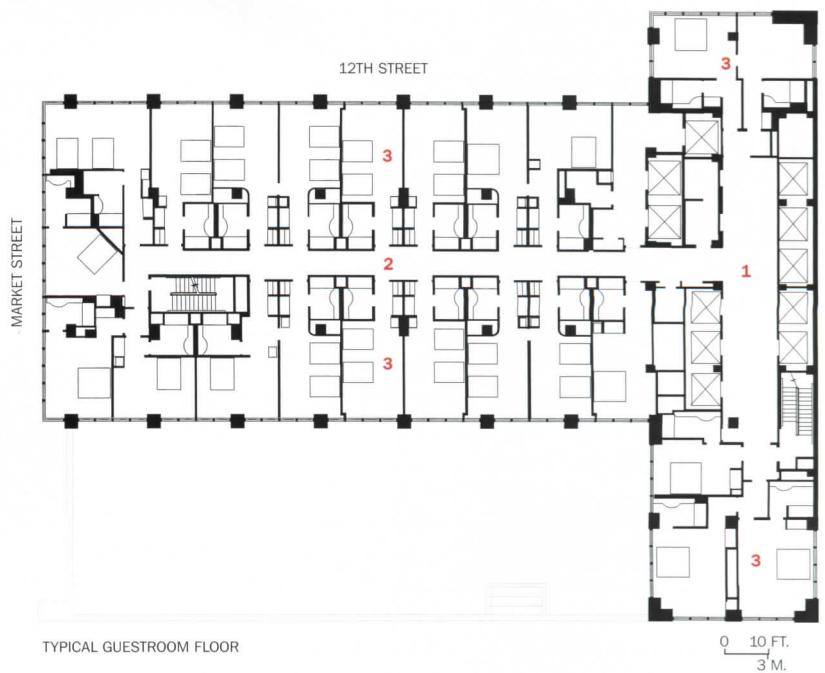 12TH STREET
3
3
MARKET STREET
2
1
3
3
TYPICAL GUESTROOM FLOOR
0 10 FT.
3 M.